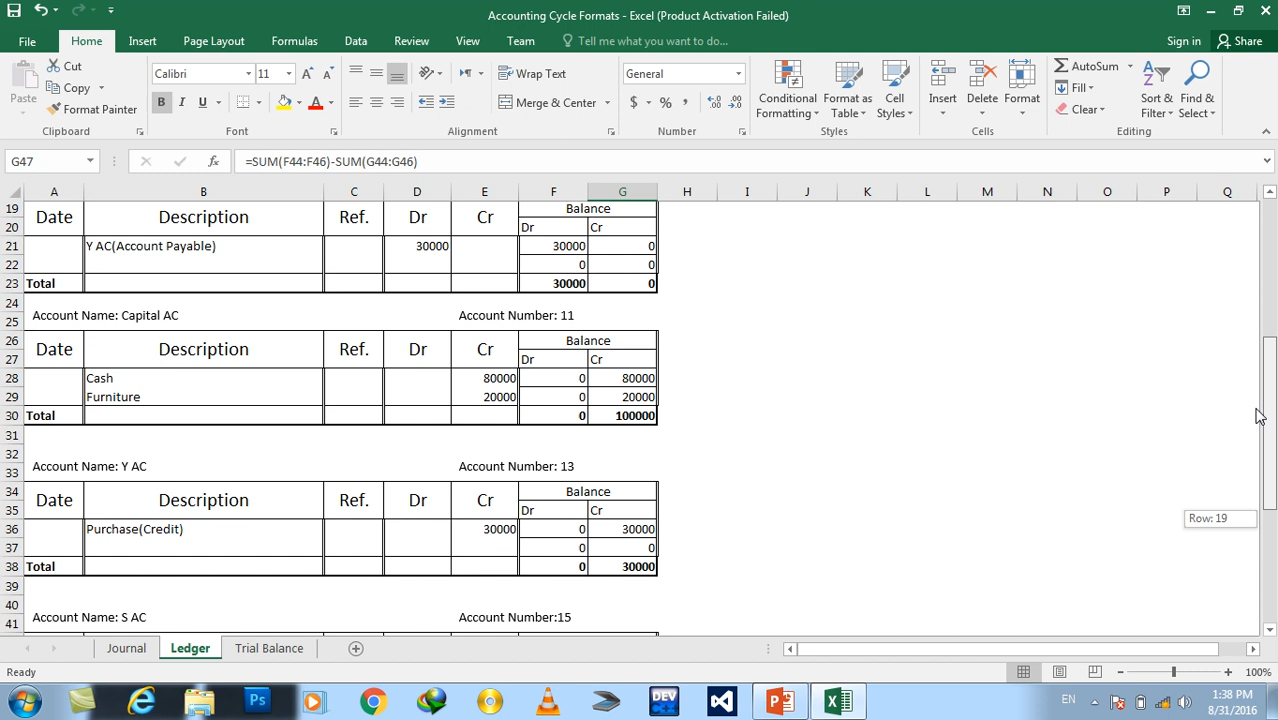 Accounting Cycle Formats - Excel (Product Activation Failed)
File Home Insert Page Layout Formulas Data Review View Team Tell me what you want to do... Sign in Share
Paste Cut Copy Format Painter Clipboard
Calibri 11 B I U A Font
Wrap Text Merge & Center Alignment
General $ % , Number
Conditional Formatting Format as Table Cell Styles Styles
Insert Delete Format Cells
AutoSum Fill Clear Sort & Filter Find & Select Editing
G47 fx =SUM(F44:F46)-SUM(G44:G46)
A B C D E F G H I J K L M N O P Q
19 Date Description Ref. Dr Cr Balance
20 Dr Cr
21 Y AC(Account Payable) 30000 30000 0
22 0 0
23 Total 30000 0
24
25 Account Name: Capital AC Account Number: 11
26 Date Description Ref. Dr Cr Balance
27 Dr Cr
28 Cash 80000 0 80000
29 Furniture 20000 0 20000
30 Total 0 100000
31
32
33 Account Name: Y AC Account Number: 13
34 Date Description Ref. Dr Cr Balance
35 Dr Cr
36 Purchase(Credit) 30000 0 30000
37 0 0
38 Total 0 30000
39
40
41 Account Name: S AC Account Number:15
Row: 19
Journal Ledger Trial Balance
Ready 100%
Ps DEV C++ EN 1:38 PM
8/31/2016